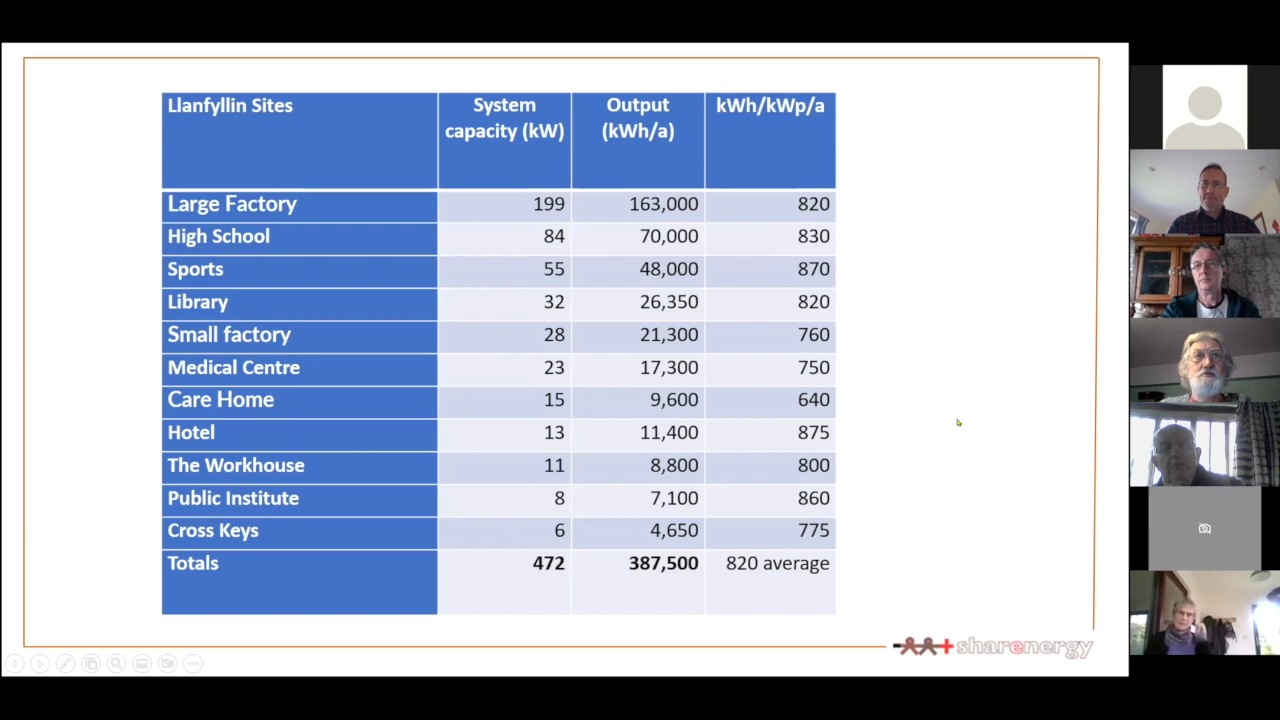 Llanfyllin Sites System capacity (kW) Output (kWh/a) kWh/kWp/a
Large Factory 199 163,000 820
High School 84 70,000 830
Sports 55 48,000 870
Library 32 26,350 820
Small factory 28 21,300 760
Medical Centre 23 17,300 750
Care Home 15 9,600 640
Hotel 13 11,400 875
The Workhouse 11 8,800 800
Public Institute 8 7,100 860
Cross Keys 6 4,650 775
Totals 472 387,500 820 average
sharenergy